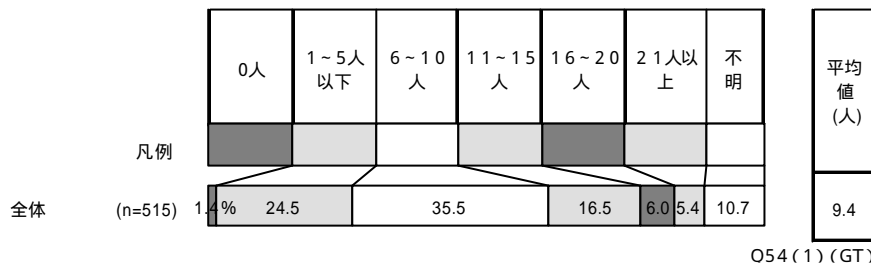 0人
1~5人
以下
6~10
人
11~15
人
16~20
人
21人以
上
不
明
平均
値
(人)
凡例
全体 (n=515) 1.4% 24.5 35.5 16.5 6.0 5.4 10.7 9.4
Q54(1)(GT)